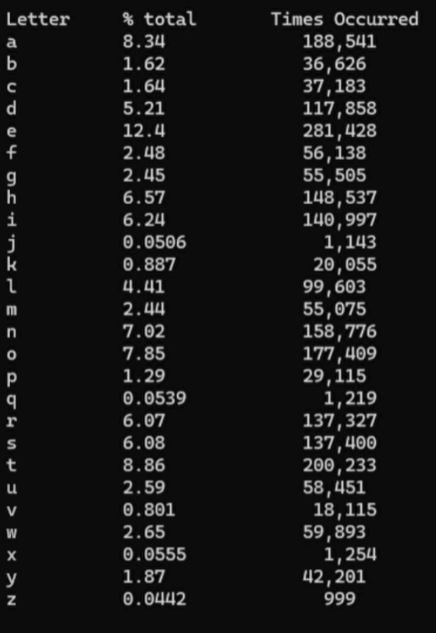 Letter % total Times Occurred
a 8.34 188,541
b 1.62 36,626
c 1.64 37,183
d 5.21 117,858
e 12.4 281,428
f 2.48 56,138
g 2.45 55,505
h 6.57 148,537
i 6.24 140,997
j 0.0506 1,143
k 0.887 20,055
l 4.41 99,603
m 2.44 55,075
n 7.02 158,776
o 7.85 177,409
p 1.29 29,115
q 0.0539 1,219
r 6.07 137,327
s 6.08 137,400
t 8.86 200,233
u 2.59 58,451
v 0.801 18,115
w 2.65 59,893
x 0.0555 1,254
y 1.87 42,201
z 0.0442 999